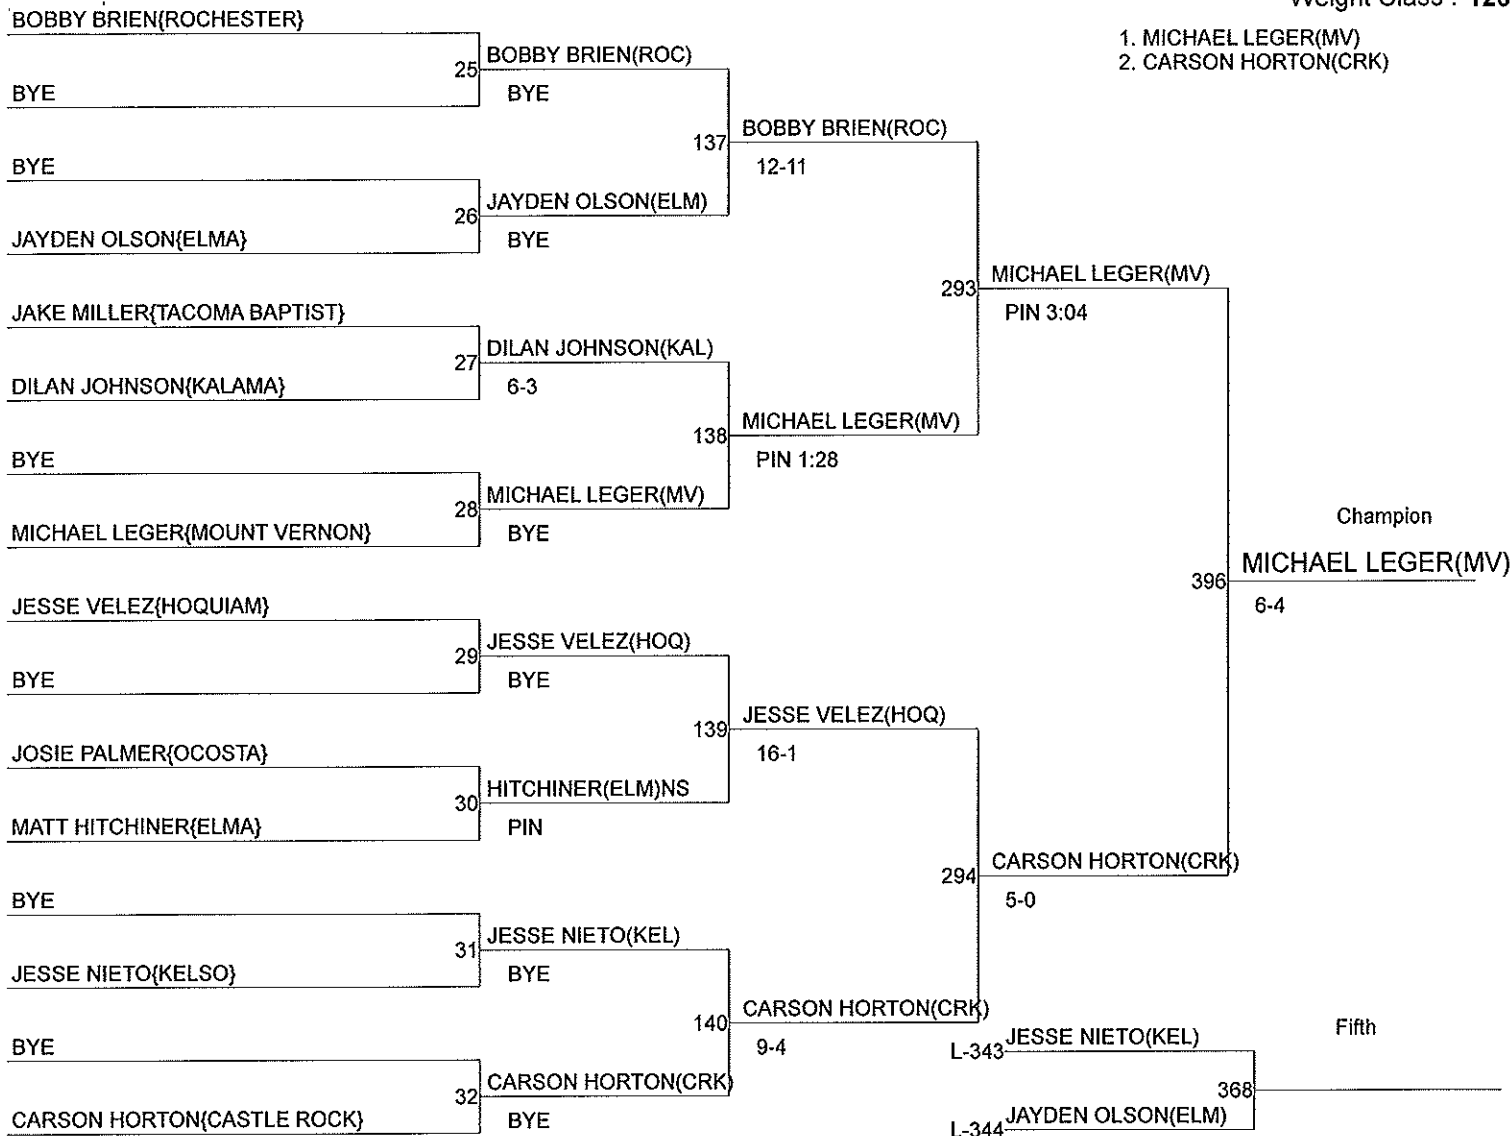 Weight Class :
1. MICHAEL LEGER(MV)
2. CARSON HORTON(CRK)
BOBBY BRIEN{ROCHESTER}
25
BOBBY BRIEN(ROC)
BYE
BYE
137
BOBBY BRIEN(ROC)
12-11
BYE
26
JAYDEN OLSON(ELM)
BYE
JAYDEN OLSON{ELMA}
293
MICHAEL LEGER(MV)
PIN 3:04
JAKE MILLER{TACOMA BAPTIST}
27
DILAN JOHNSON(KAL)
6-3
DILAN JOHNSON{KALAMA}
138
MICHAEL LEGER(MV)
PIN 1:28
BYE
28
MICHAEL LEGER(MV)
BYE
MICHAEL LEGER{MOUNT VERNON}
Champion
396
MICHAEL LEGER(MV)
6-4
JESSE VELEZ{HOQUIAM}
29
JESSE VELEZ(HOQ)
BYE
BYE
139
JESSE VELEZ(HOQ)
16-1
JOSIE PALMER{OCOSTA}
30
HITCHINER(ELM)NS
PIN
MATT HITCHINER{ELMA}
294
CARSON HORTON(CRK)
5-0
BYE
31
JESSE NIETO(KEL)
BYE
JESSE NIETO{KELSO}
140
CARSON HORTON(CRK)
9-4
BYE
32
CARSON HORTON(CRK)
BYE
CARSON HORTON{CASTLE ROCK}
Fifth
L-343
JESSE NIETO(KEL)
368
L-344
JAYDEN OLSON(ELM)